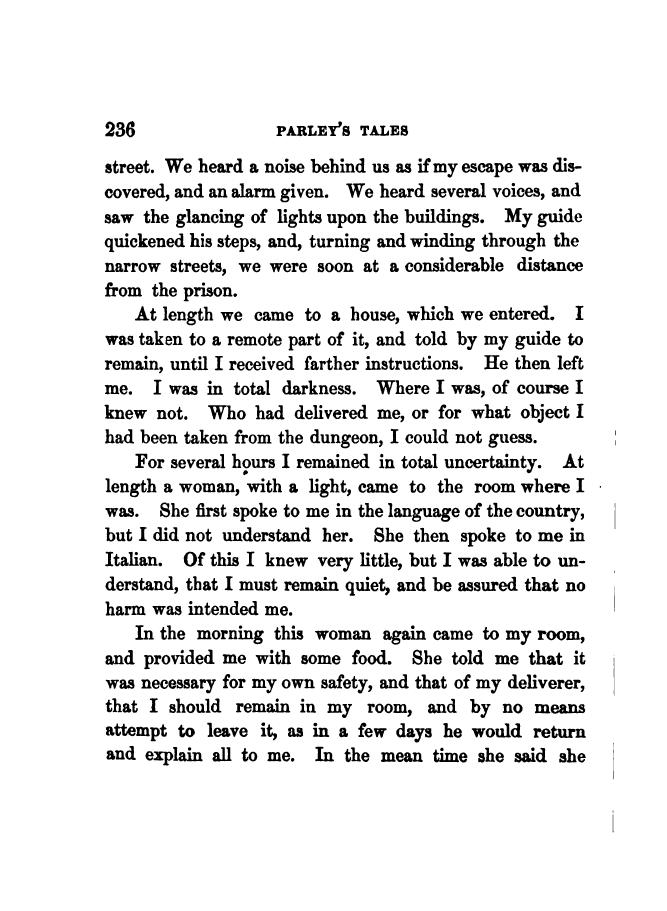 236 PARLEY'S TALES
street. We heard a noise behind us as if my escape was dis-
covered, and an alarm given. We heard several voices, and
saw the glancing of lights upon the buildings. My guide
quickened his steps, and, turning and winding through the
narrow streets, we were soon at a considerable distance
from the prison.
At length we came to a house, which we entered. I
was taken to a remote part of it, and told by my guide to
remain, until I received farther instructions. He then left
me. I was in total darkness. Where I was, of course I
knew not. Who had delivered me, or for what object I
had been taken from the dungeon, I could not guess.
For several hours I remained in total uncertainty. At
length a woman, with a light, came to the room where I
was. She first spoke to me in the language of the country,
but I did not understand her. She then spoke to me in
Italian. Of this I knew very little, but I was able to un-
derstand, that I must remain quiet, and be assured that no
harm was intended me.
In the morning this woman again came to my room,
and provided me with some food. She told me that it
was necessary for my own safety, and that of my deliverer,
that I should remain in my room, and by no means
attempt to leave it, as in a few days he would return
and explain all to me. In the mean time she said she